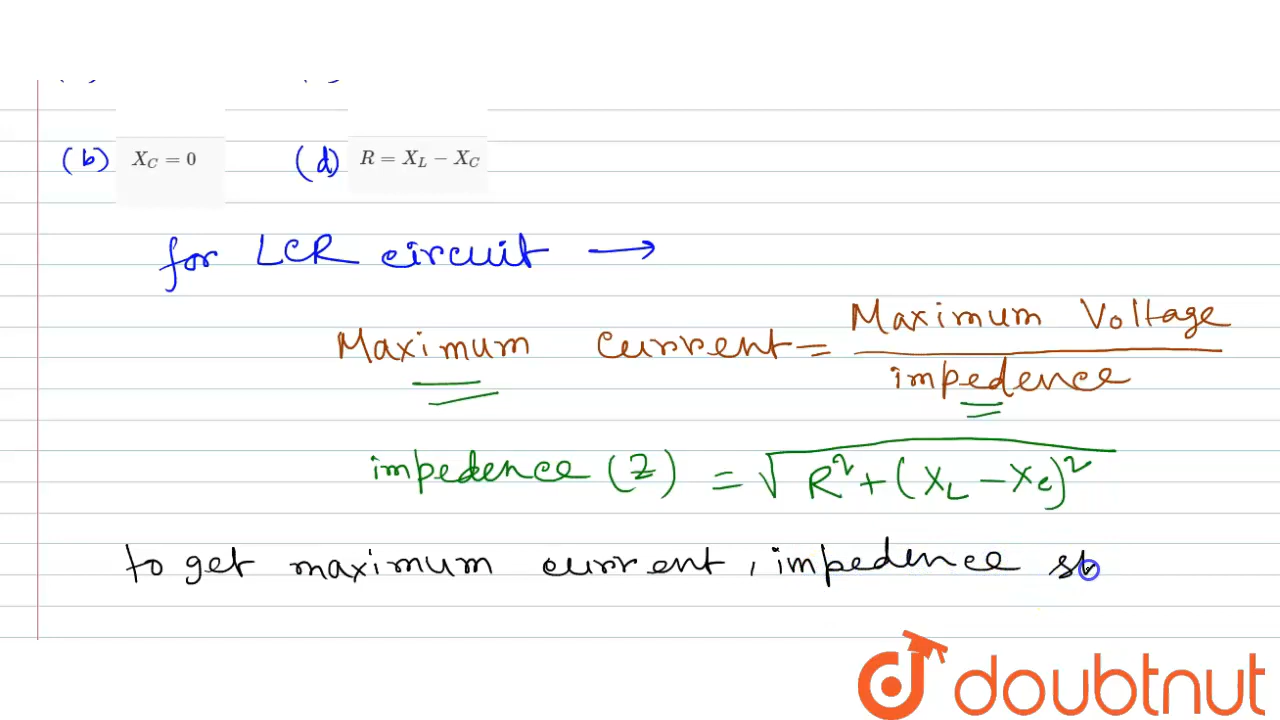 (b) X_C = 0 (d) R = X_L − X_C
for LCR circuit →
Maximum current = Maximum Voltage / impedence
impedence (Z) = √R² + (X_L − X_C)²
to get maximum current, impedence
doubtnut